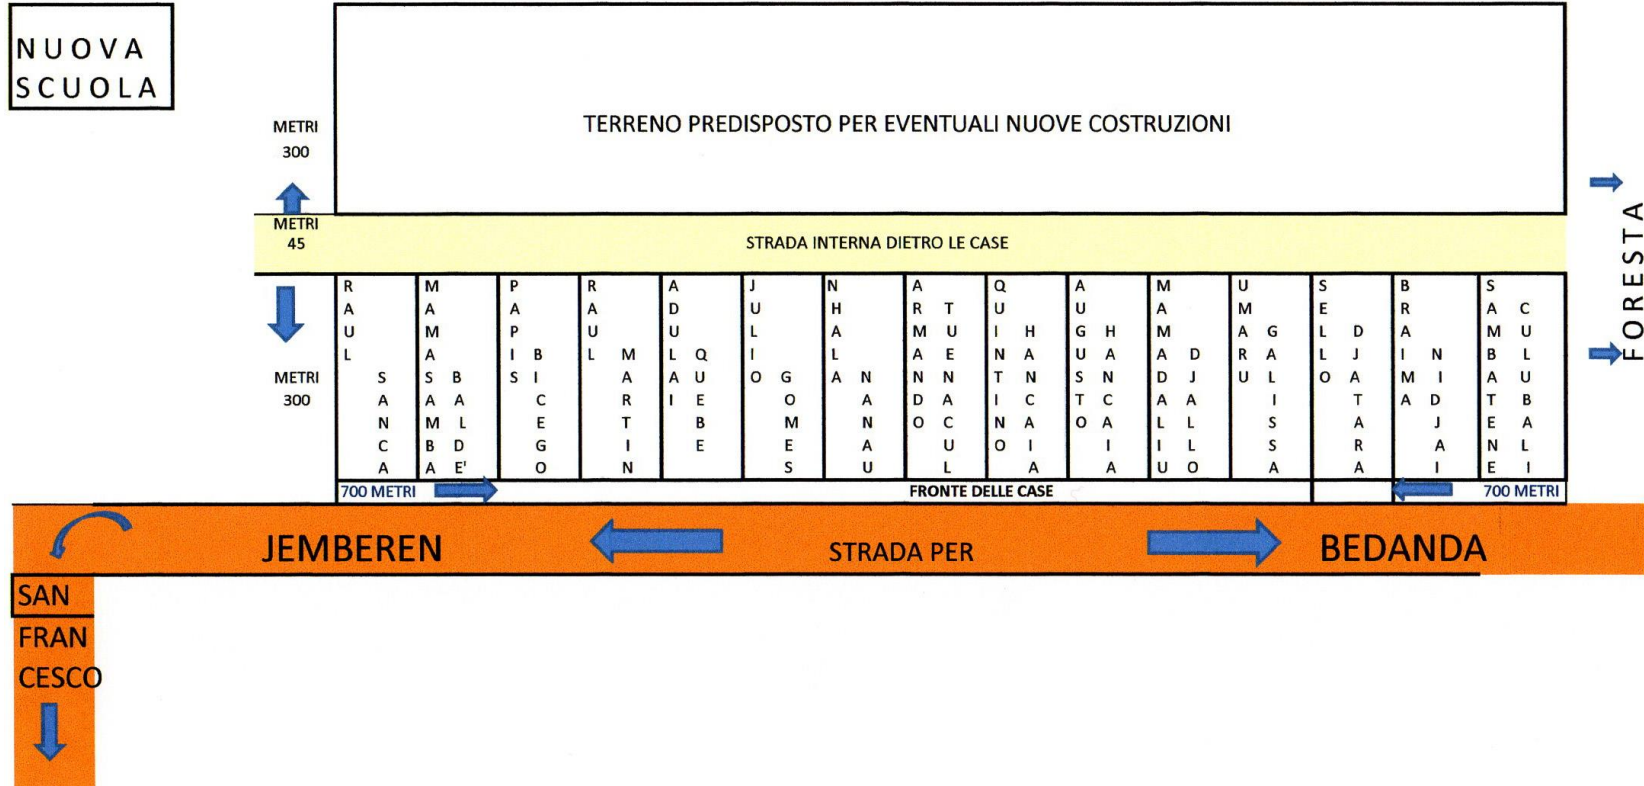 NUOVA
SCUOLA
TERRENO PREDISPOSTO PER EVENTUALI NUOVE COSTRUZIONI
METRI
300
METRI
45
STRADA INTERNA DIETRO LE CASE
FORESTA
METRI
300
RAUL
SANCA
MAMASAMBA
BALDE'
PAPIS
BICEGO
RAUL
MARTIN
ADULAI
QUEBE
JULIO
GOMES
NHALA
NANAU
ARMANDO
TUENACUL
QUINTINO
HANCAIA
AUGUSTO
HANCAIA
MAMADALIU
DJALLO
UMARU
GALISSA
SELLO
DJATARA
BRAIMA
NIDJAI
SAMBATENE
CULUBALI
700 METRI
FRONTE DELLE CASE
700 METRI
JEMBEREN
STRADA PER
BEDANDA
SAN
FRAN
CESCO